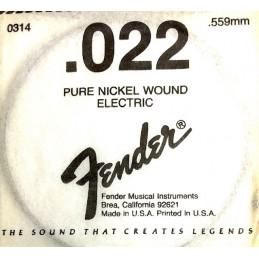 0314
.022
.559mm
PURE NICKEL WOUND
ELECTRIC
Fender®
Fender Musical Instruments
Brea, California 92621
Made in U.S.A. Printed in U.S.A.
THE SOUND THAT CREATES LEGENDS